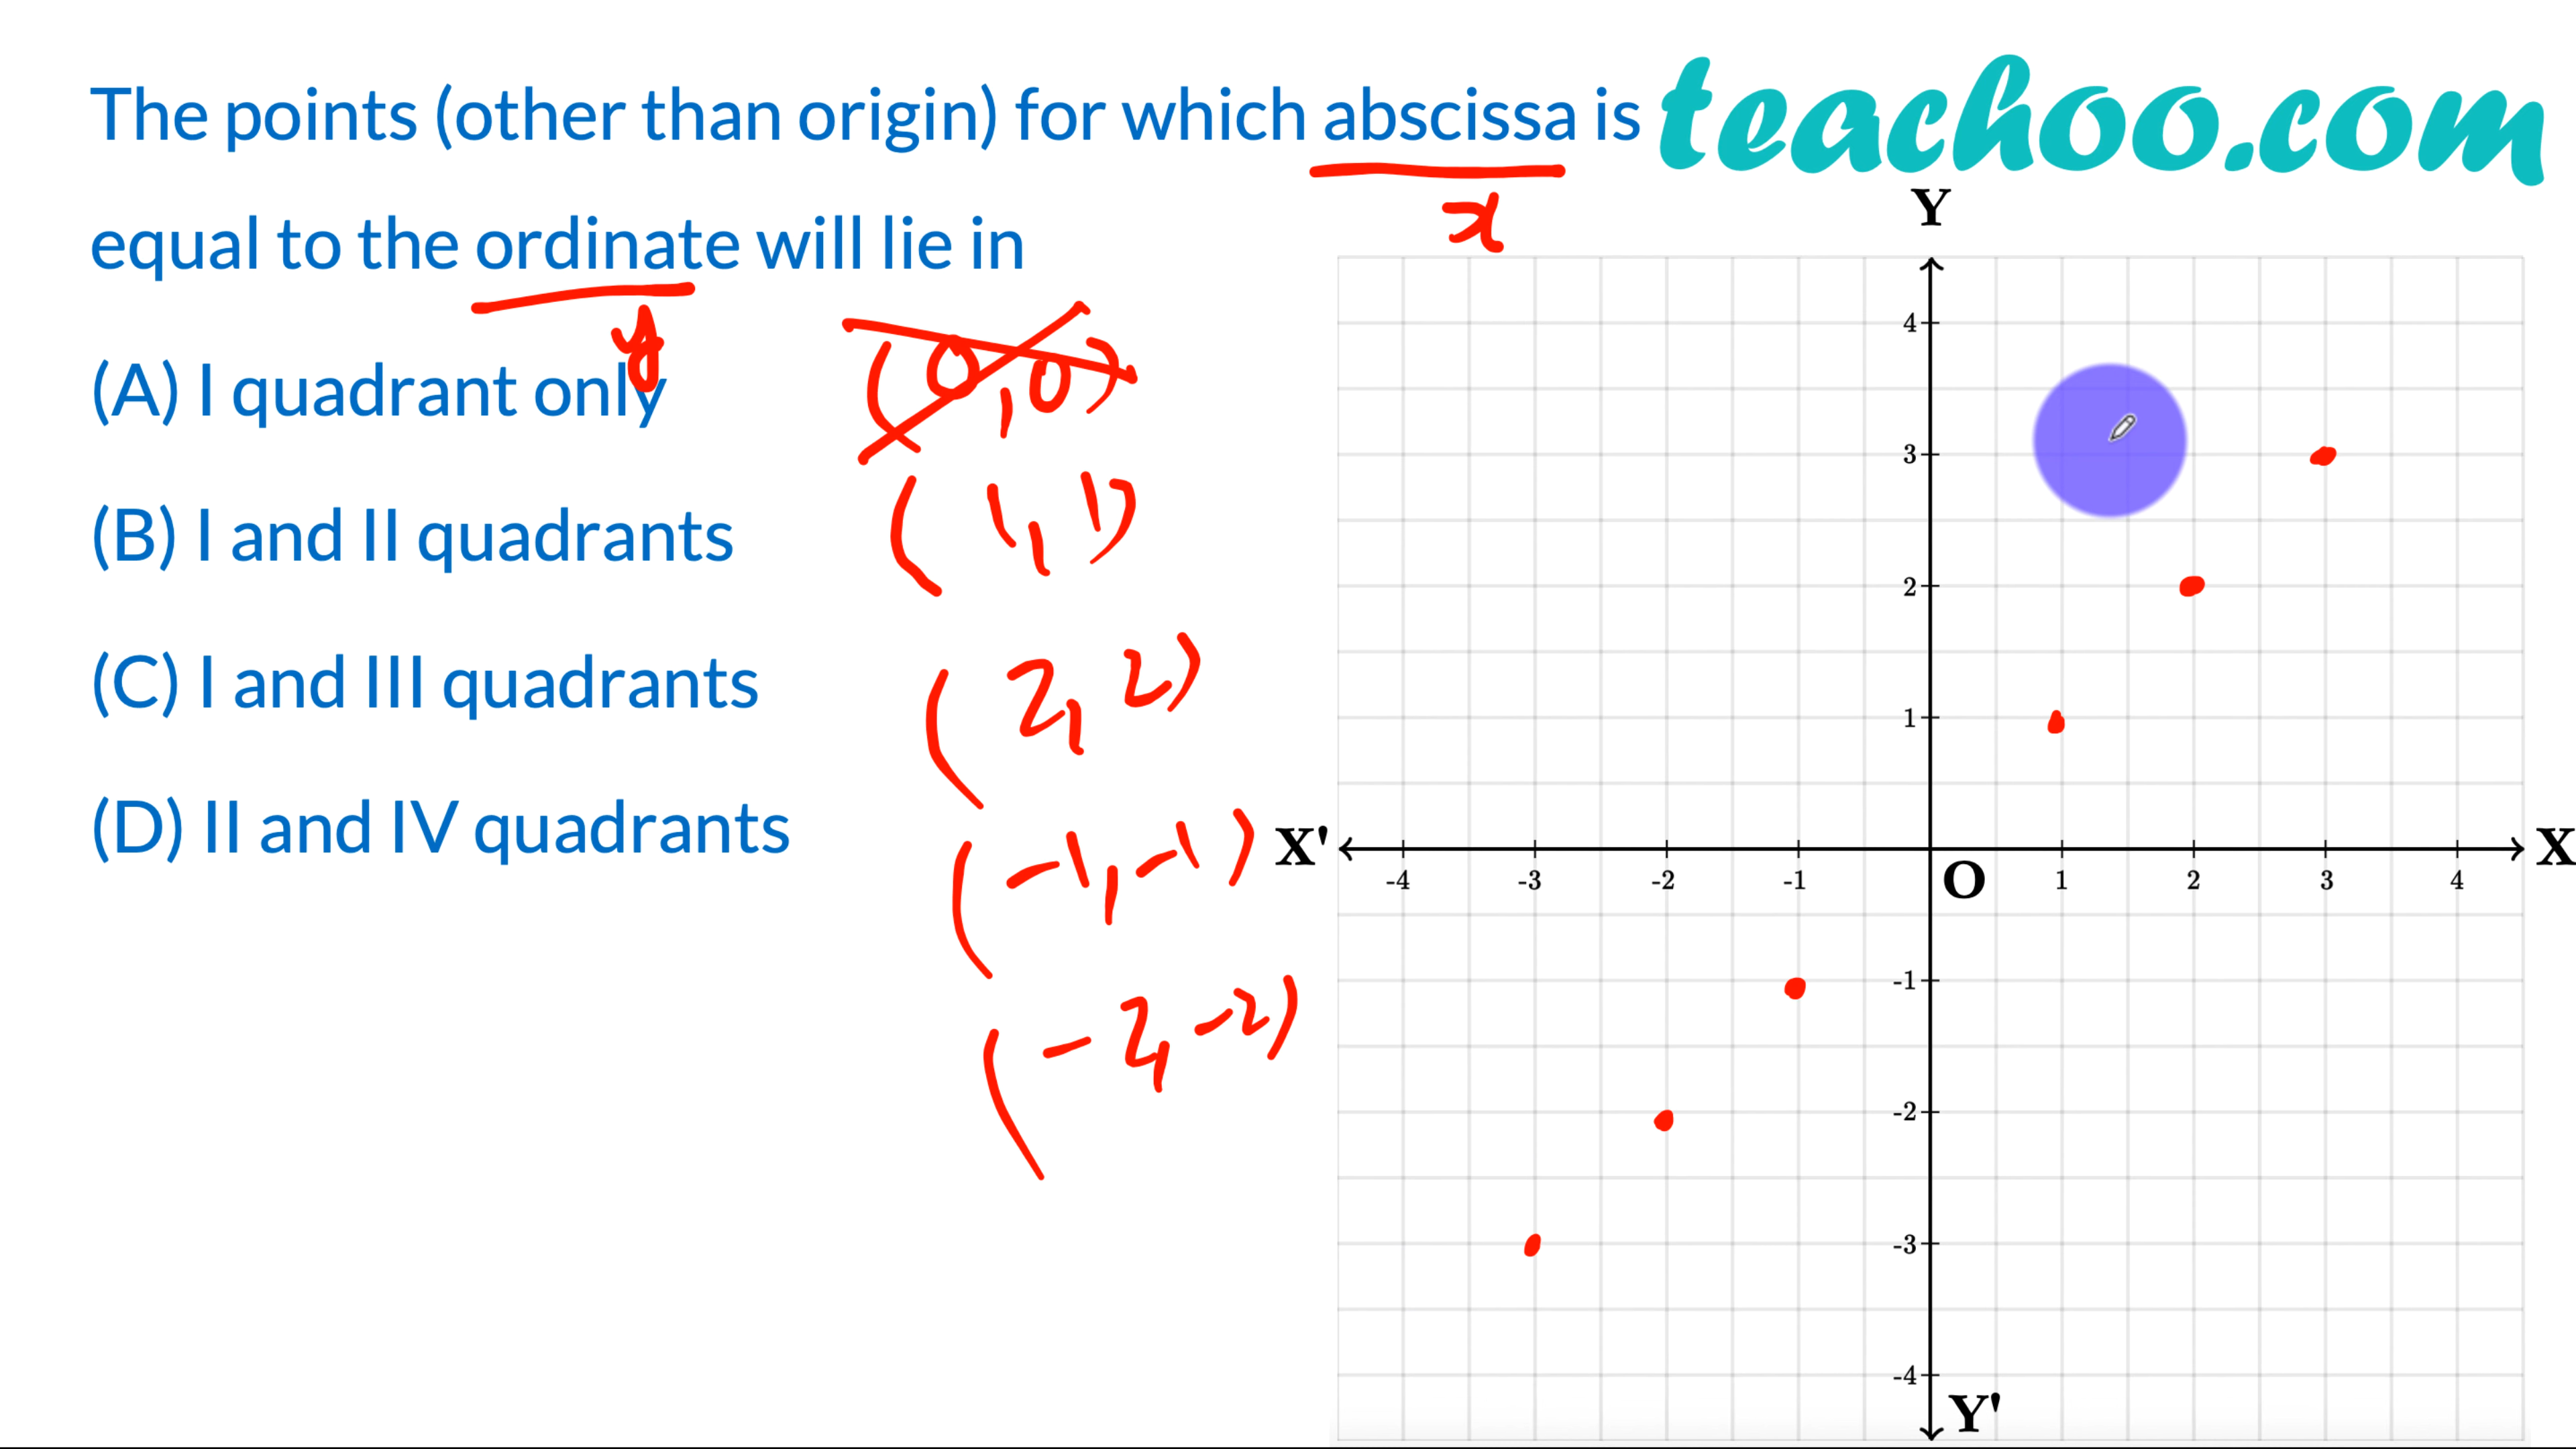 The points (other than origin) for which abscissa is
teachoo.com
equal to the ordinate will lie in
x
y
(A) I quadrant only
(B) I and II quadrants
(C) I and III quadrants
(D) II and IV quadrants
(0,0)
(1,1)
(2,2)
(-1,-1)
(-2,-2)
Y
4
3
2
1
X'
X
-4 -3 -2 -1 O 1 2 3 4
-1
-2
-3
-4
Y'